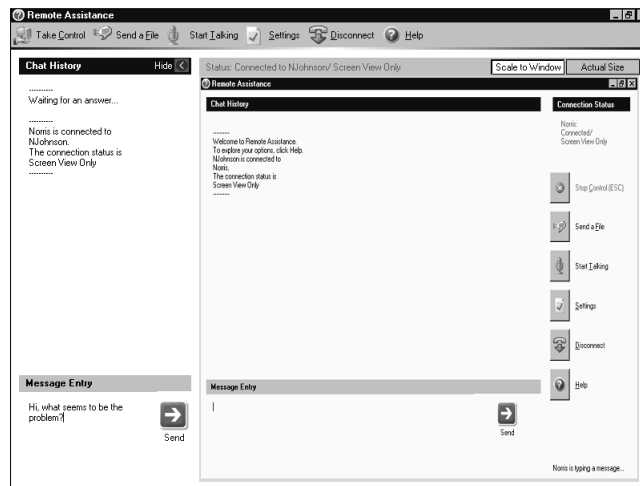 Remote Assistance
Take Control Send a File Start Talking Settings Disconnect Help
Chat History Hide
----------
Waiting for an answer...
----------
Norris is connected to
NJohnson.
The connection status is
Screen View Only
----------
Message Entry
Hi, what seems to be the
problem?
Send
Status: Connected to NJohnson/ Screen View Only Scale to Window Actual Size
Remote Assistance
Chat History
-------
Welcome to Remote Assistance.
To explore your options, click Help.
NJohnson is connected to
Norris.
The connection status is
Screen View Only
-------
Message Entry
Send
Connection Status
Norris:
Connected/
Screen View Only
Stop Control (ESC)
Send a File
Start Talking
Settings
Disconnect
Help
Norris is typing a message...